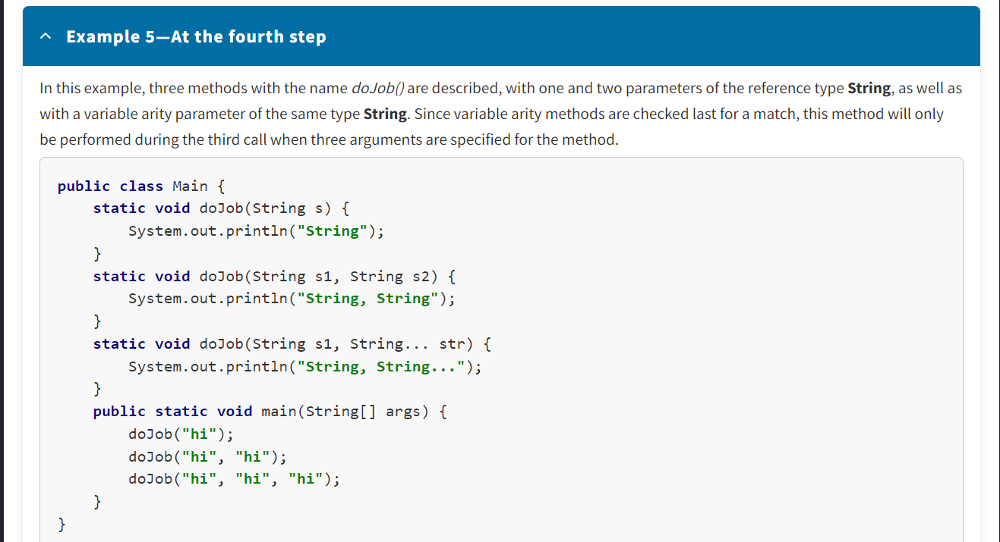 Example 5—At the fourth step
In this example, three methods with the name doJob() are described, with one and two parameters of the reference type String, as well as
with a variable arity parameter of the same type String. Since variable arity methods are checked last for a match, this method will only
be performed during the third call when three arguments are specified for the method.
public class Main {
    static void doJob(String s) {
        System.out.println("String");
    }
    static void doJob(String s1, String s2) {
        System.out.println("String, String");
    }
    static void doJob(String s1, String... str) {
        System.out.println("String, String...");
    }
    public static void main(String[] args) {
        doJob("hi");
        doJob("hi", "hi");
        doJob("hi", "hi", "hi");
    }
}